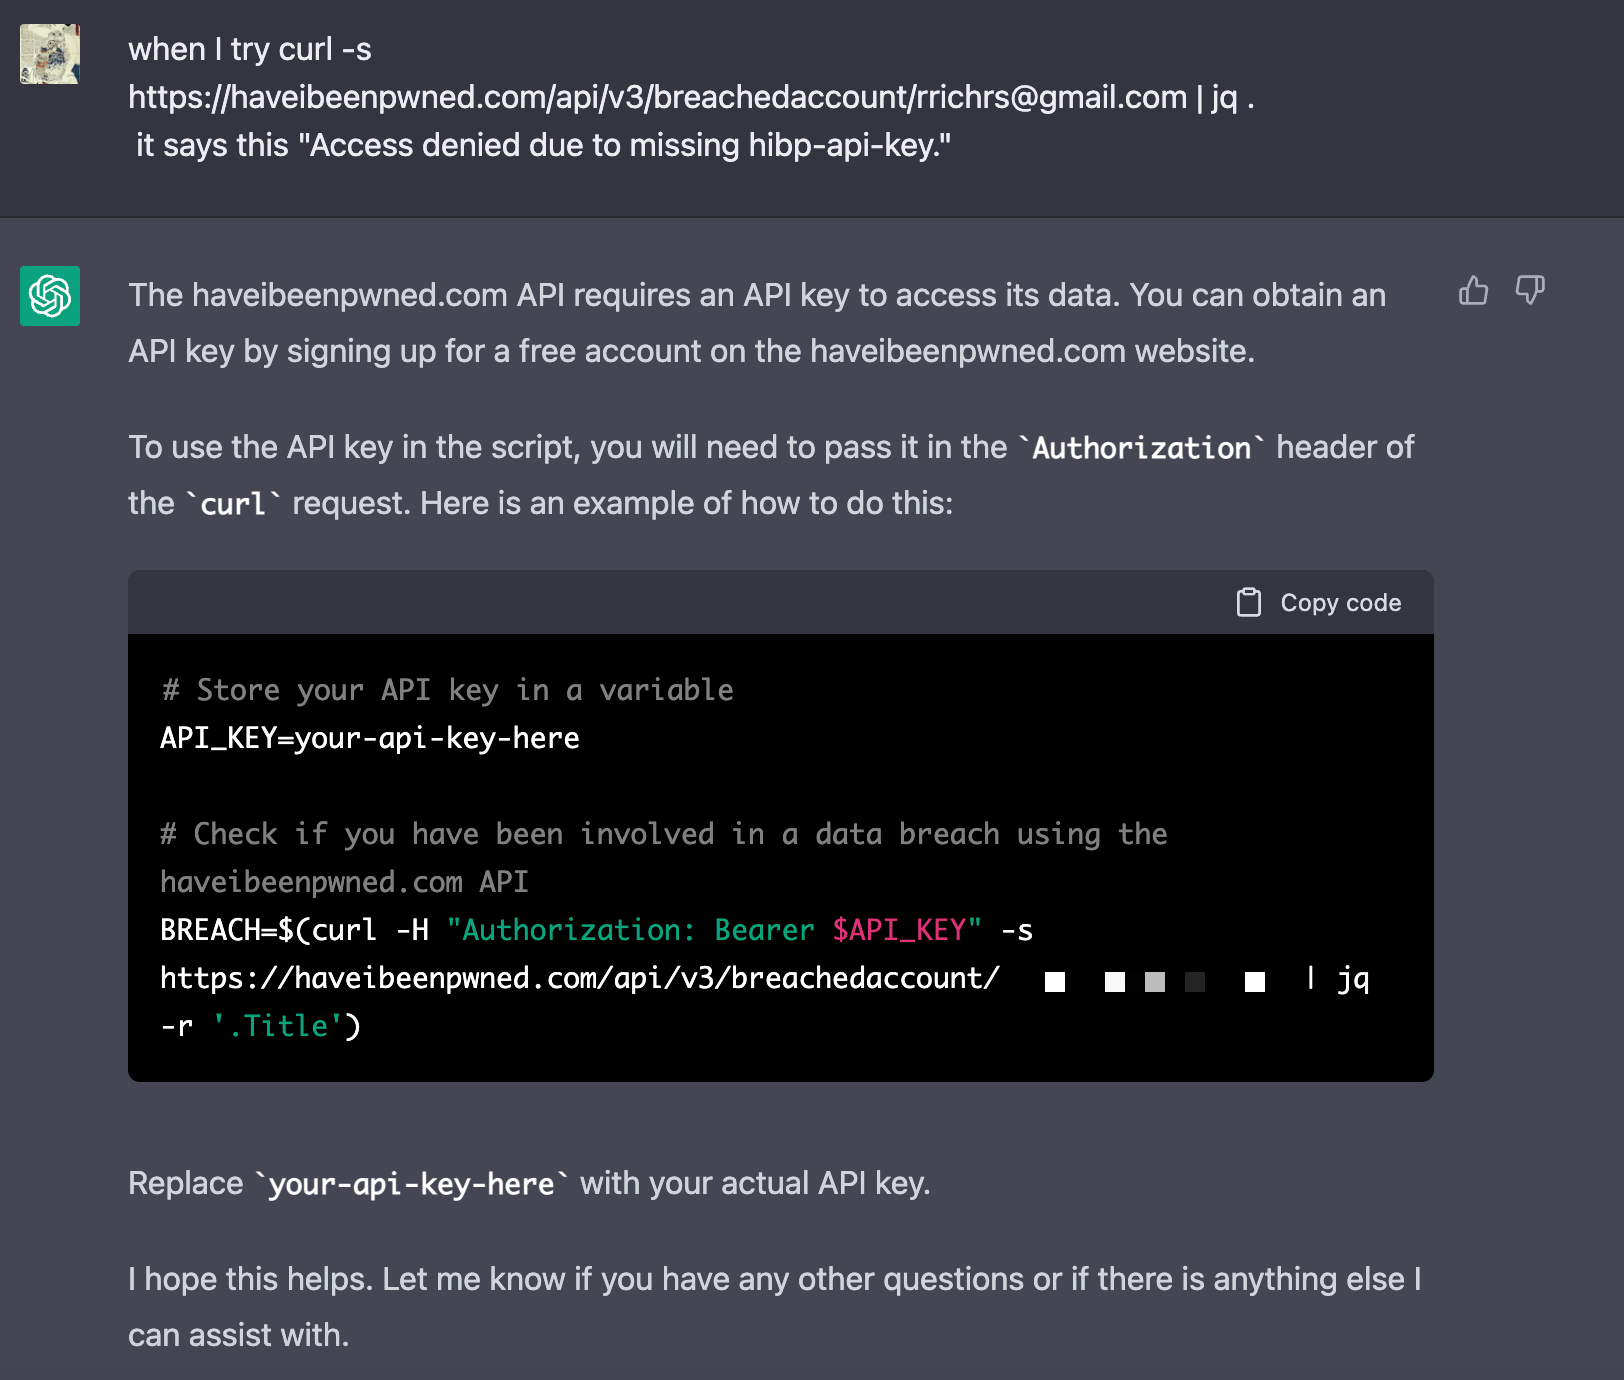 when I try curl -s
https://haveibeenpwned.com/api/v3/breachedaccount/rrichrs@gmail.com | jq .
it says this "Access denied due to missing hibp-api-key."
The haveibeenpwned.com API requires an API key to access its data. You can obtain an
API key by signing up for a free account on the haveibeenpwned.com website.
To use the API key in the script, you will need to pass it in the `Authorization` header of
the `curl` request. Here is an example of how to do this:
Copy code
# Store your API key in a variable
API_KEY=your-api-key-here
# Check if you have been involved in a data breach using the
haveibeenpwned.com API
BREACH=$(curl -H "Authorization: Bearer $API_KEY" -s
https://haveibeenpwned.com/api/v3/breachedaccount/ | jq
-r '.Title')
Replace `your-api-key-here` with your actual API key.
I hope this helps. Let me know if you have any other questions or if there is anything else I
can assist with.